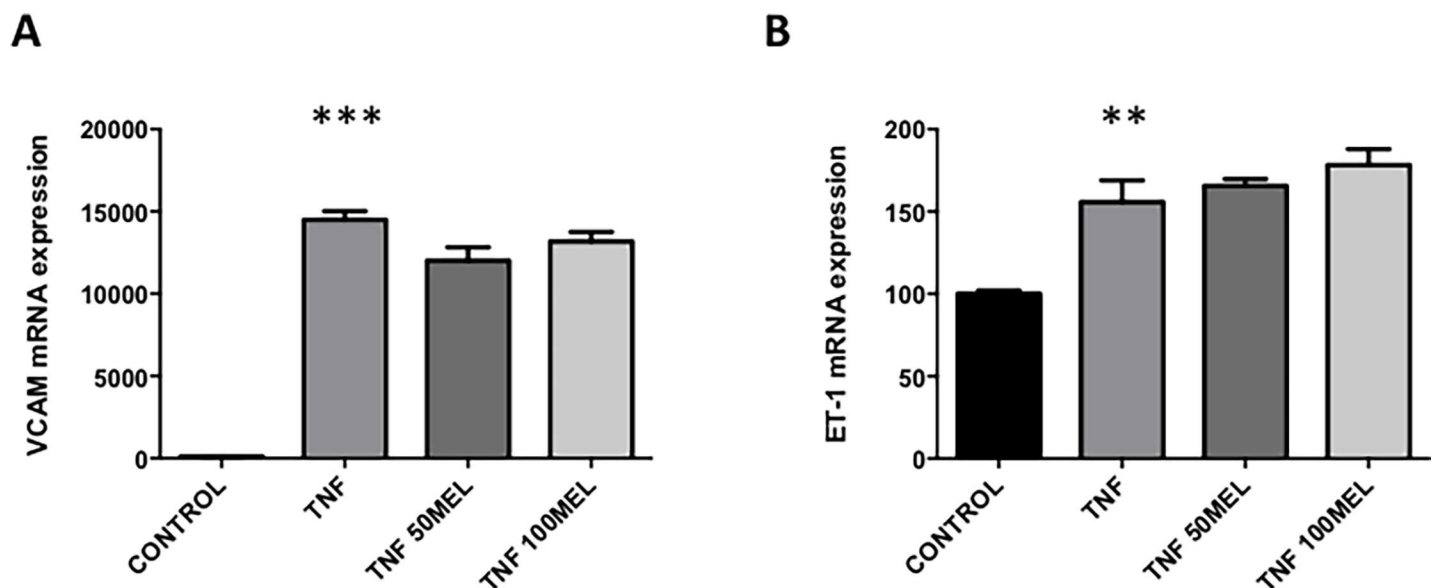 A
VCAM mRNA expression
20000
15000
10000
5000
0
***
CONTROL
TNF
TNF 50MEL
TNF 100MEL
B
ET-1 mRNA expression
200
150
100
50
0
**
CONTROL
TNF
TNF 50MEL
TNF 100MEL